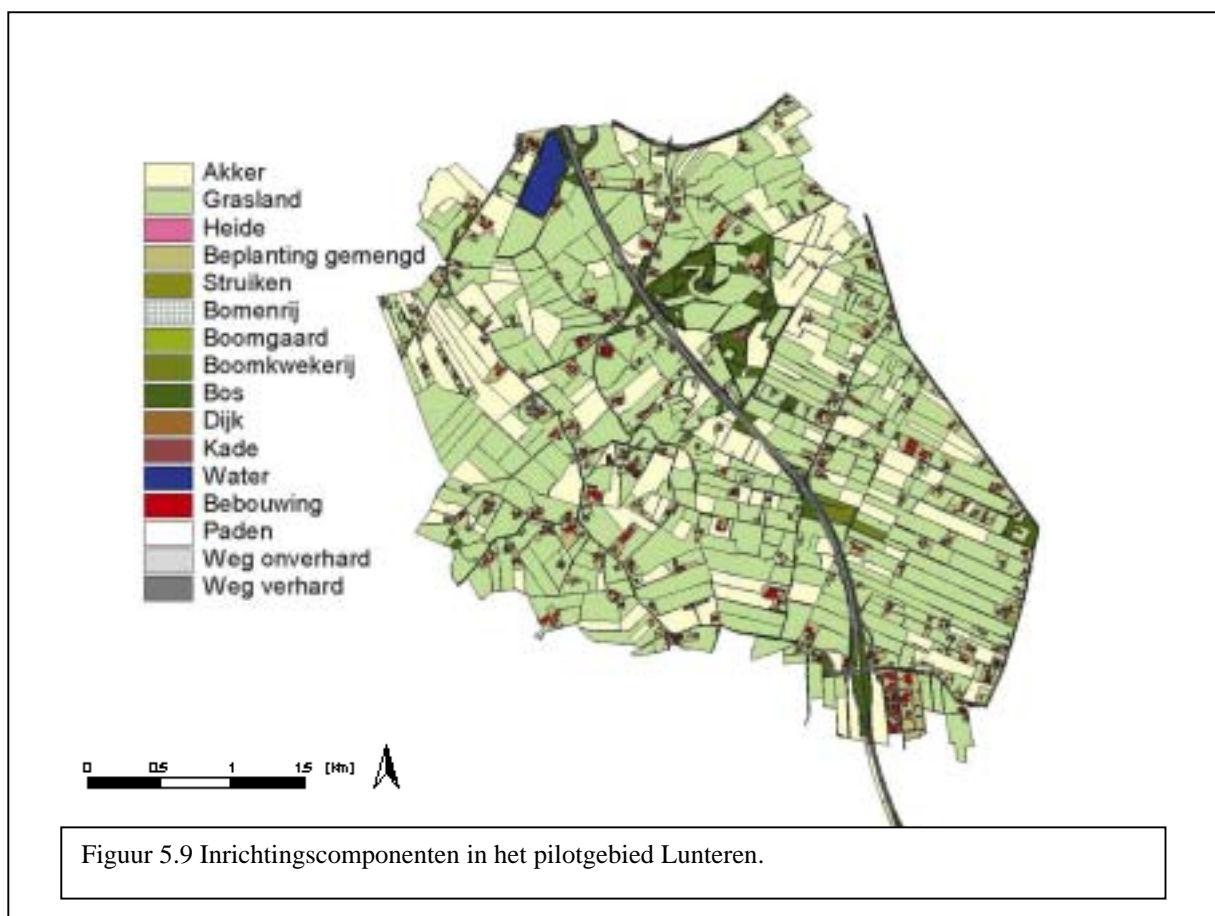 Akker
Grasland
Heide
Beplanting gemengd
Struiken
Bomenrij
Boomgaard
Boomkwekerij
Bos
Dijk
Kade
Water
Bebouwing
Paden
Weg onverhard
Weg verhard
0 0.5 1 1.5 [Km]
Figuur 5.9 Inrichtingscomponenten in het pilotgebied Lunteren.